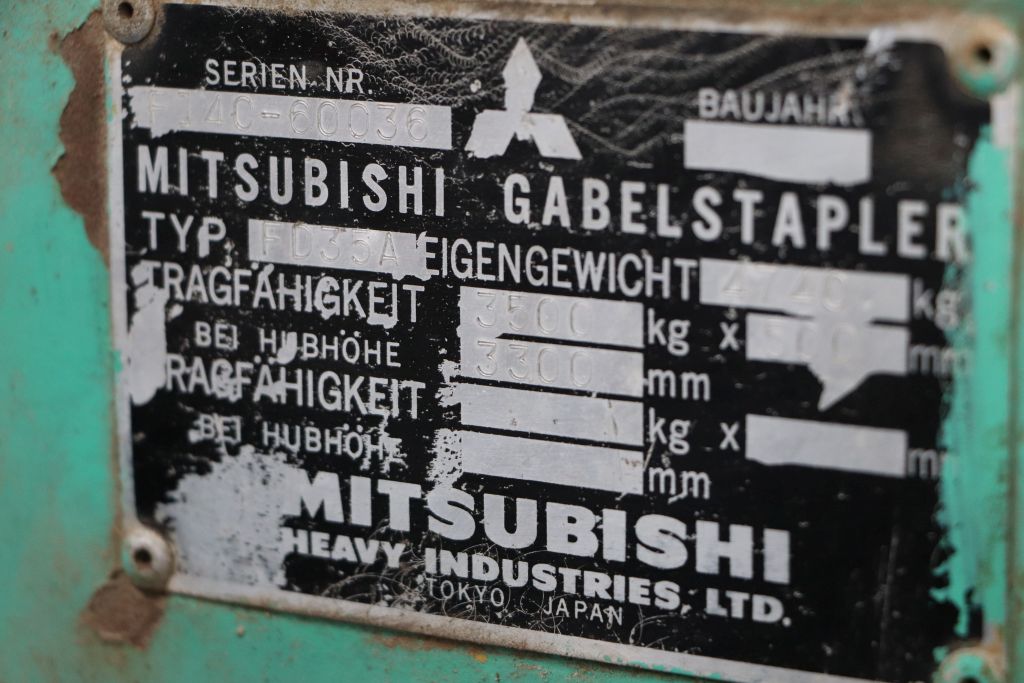 SERIEN NR. BAUJAHR
F14C-60036
MITSUBISHI GABELSTAPLER
TYP FD35A EIGENGEWICHT 4740 kg
TRAGFÄHIGKEIT 3500 kg x 500 mm
BEI HUBHÖHE 3300 mm
TRAGFÄHIGKEIT kg x m
BEI HUBHÖHE mm
MITSUBISHI
HEAVY INDUSTRIES, LTD.
TOKYO JAPAN